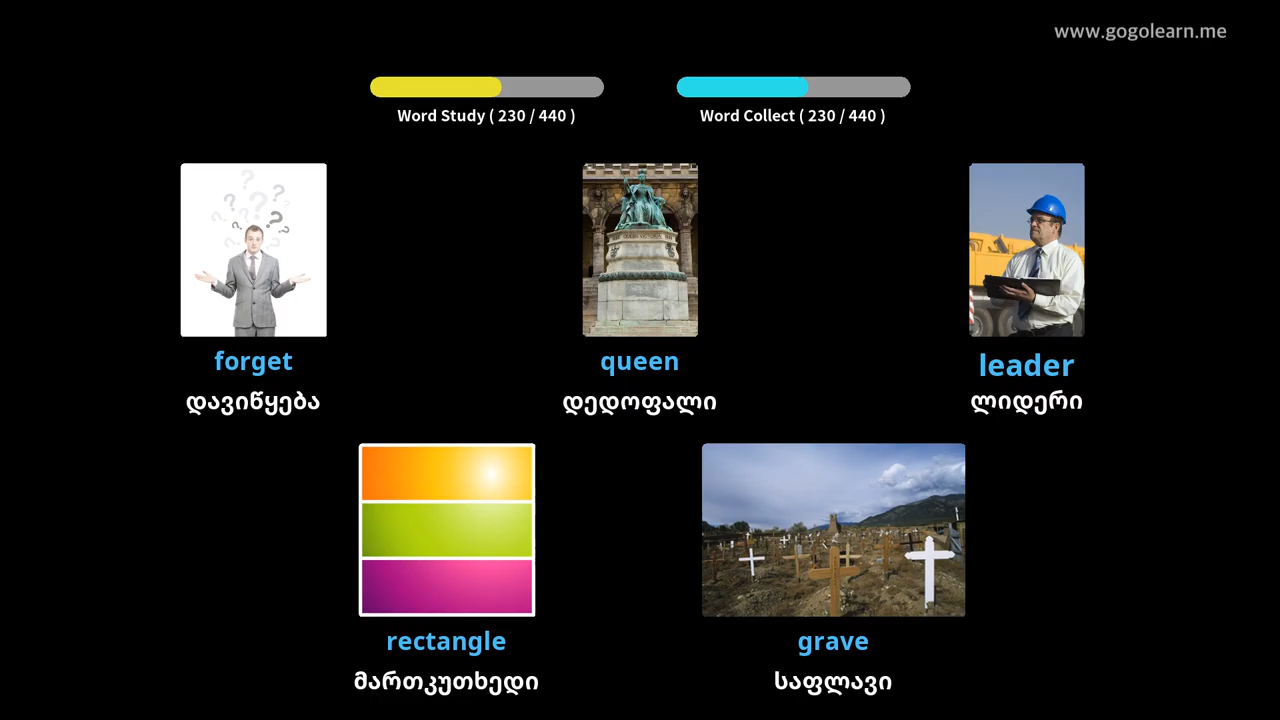 www.gogolearn.me
Word Study ( 230 / 440 )
Word Collect ( 230 / 440 )
forget
დავიწყება
queen
დედოფალი
leader
ლიდერი
rectangle
მართკუთხედი
grave
საფლავი